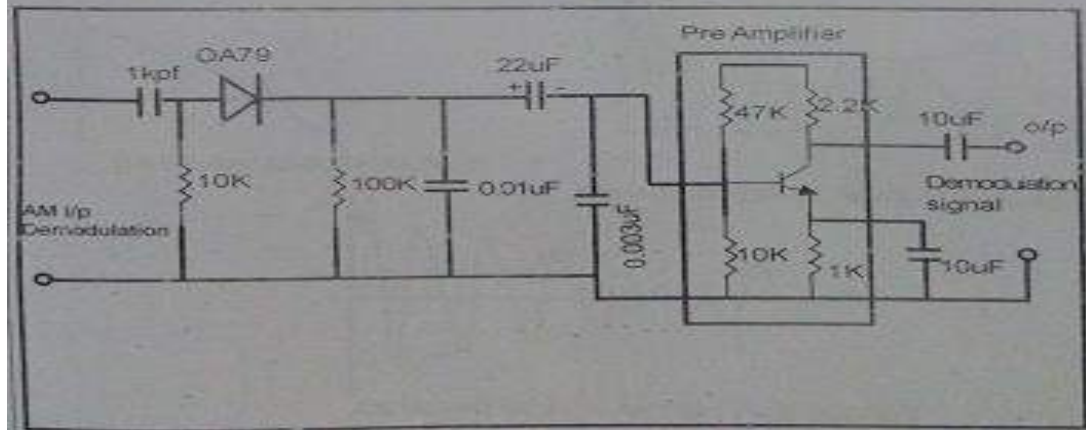 Pre Amplifier
OA79
1kpf
22uF
47K
2.2K
10uF
o/p
10K
100K
0.01uF
0.003uF
Demodulation
signal
AM i/p
Demodulation
10K
1K
10uF